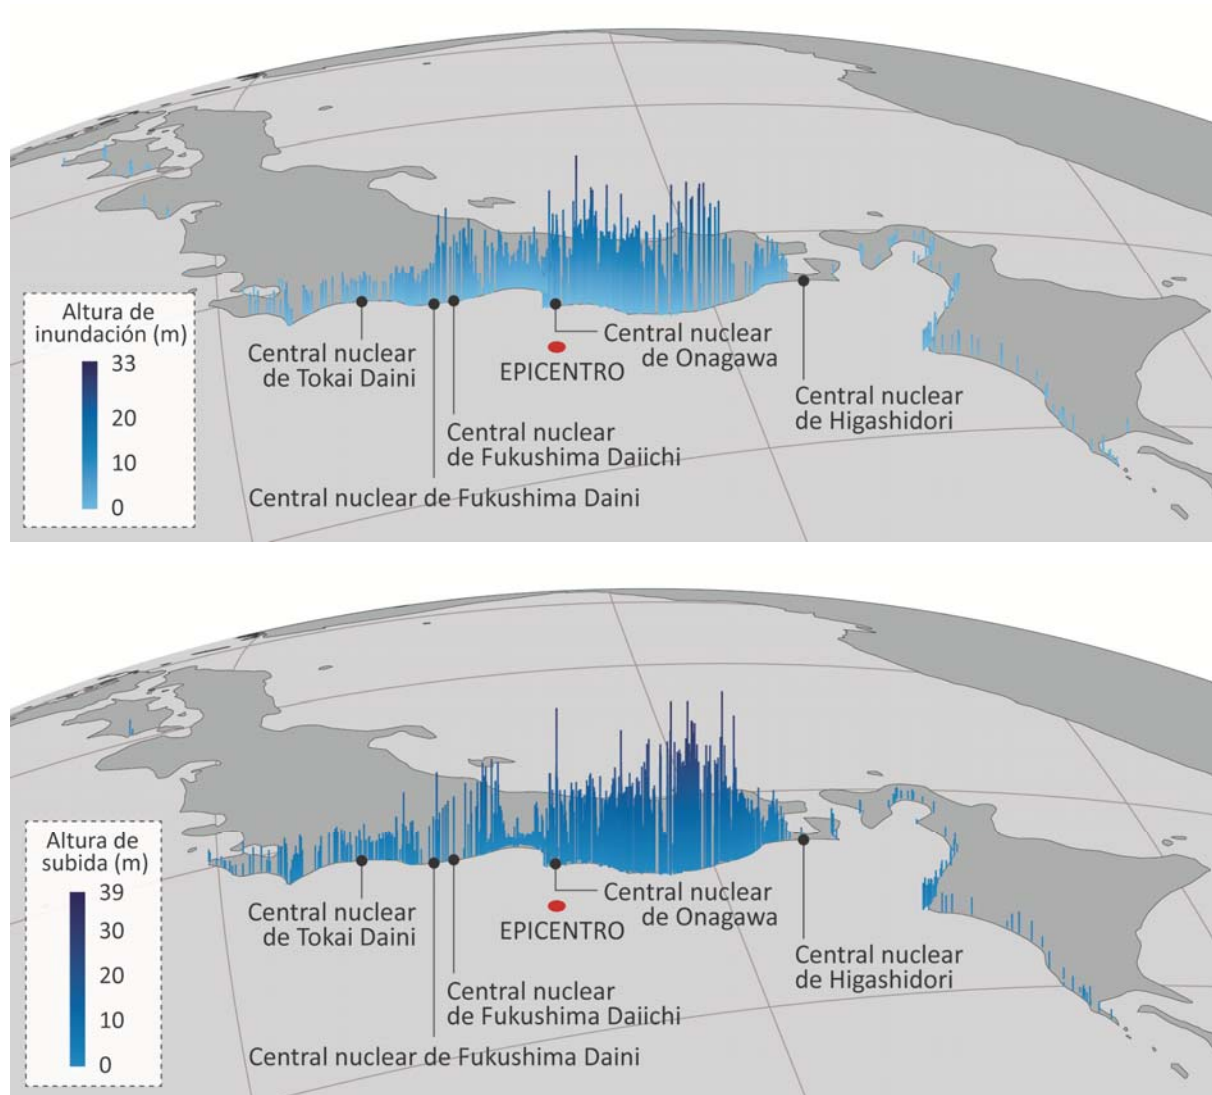 Altura de
inundación (m)
33
20
10
0
Central nuclear
de Tokai Daini
EPICENTRO
Central nuclear
de Onagawa
Central nuclear
de Higashidori
Central nuclear
de Fukushima Daiichi
Central nuclear de Fukushima Daini
Altura de
subida (m)
39
30
20
10
0
Central nuclear
de Tokai Daini
EPICENTRO
Central nuclear
de Onagawa
Central nuclear
de Higashidori
Central nuclear
de Fukushima Daiichi
Central nuclear de Fukushima Daini